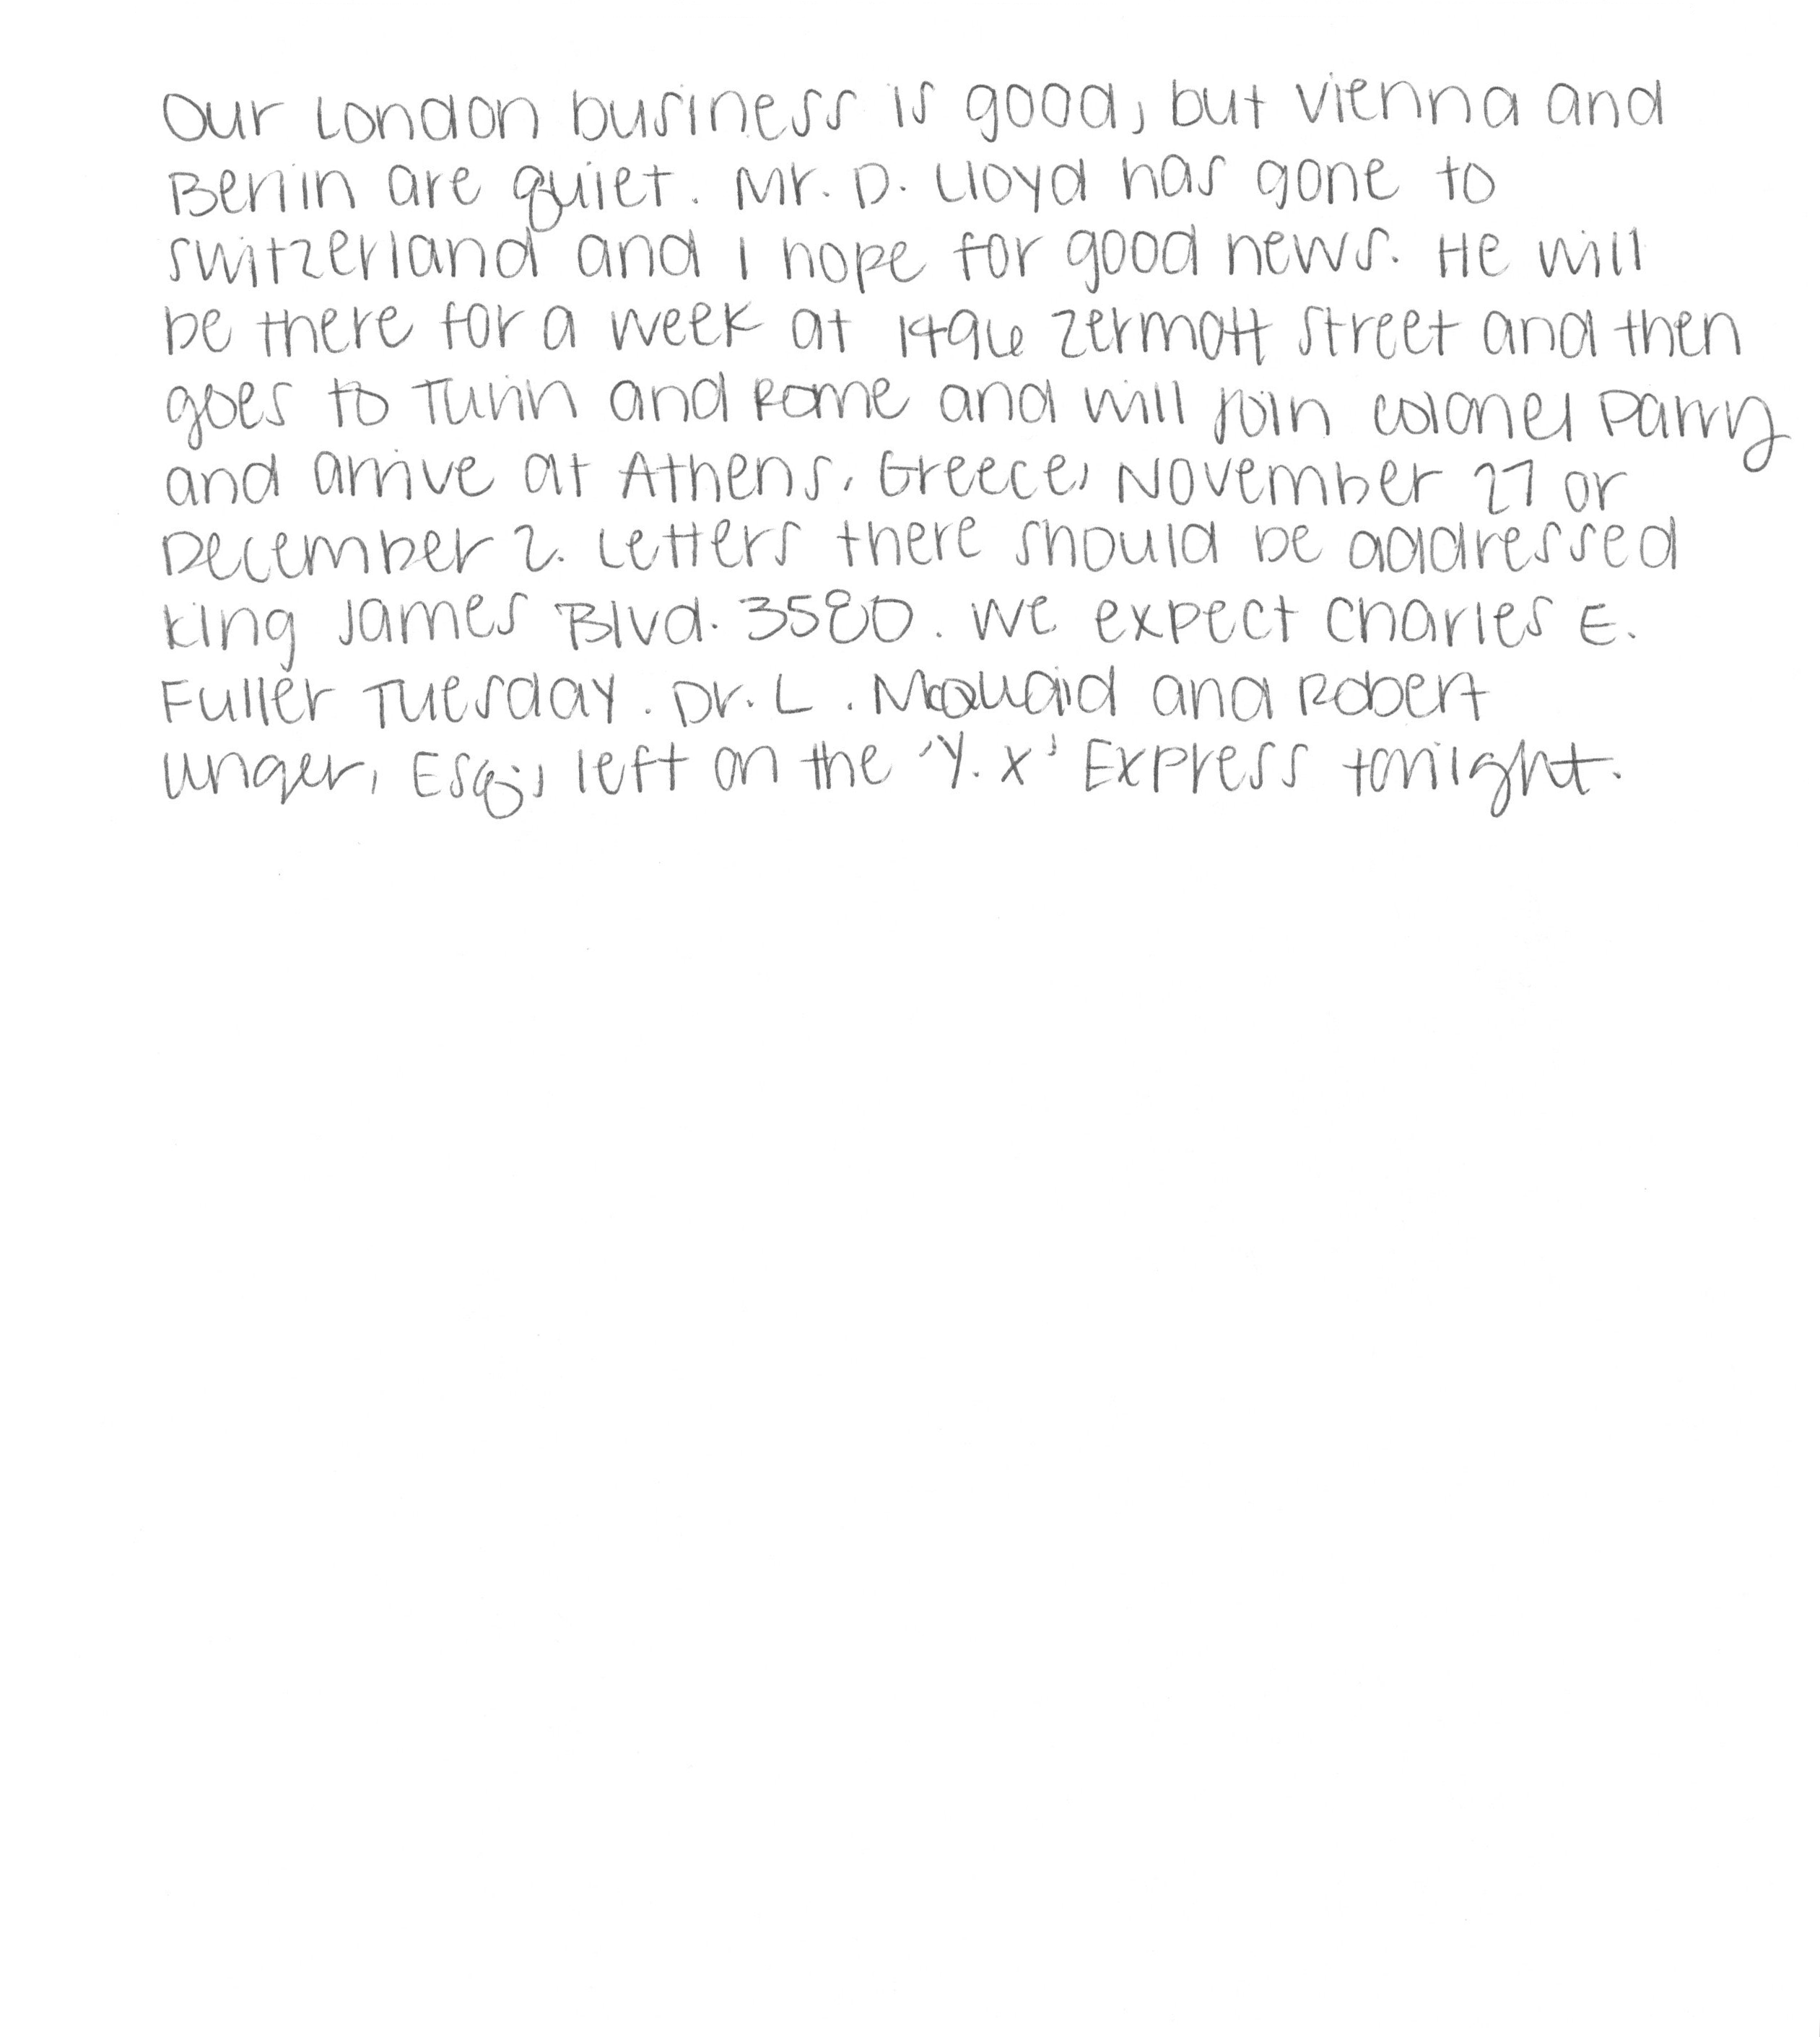 Our London business is good, but Vienna and
Berlin are quiet. Mr. D. Lloyd has gone to
Switzerland and I hope for good news. He will
be there for a week at 1496 Zermott Street and then
goes to Turin and Rome and will join Colonel Parry
and arrive at Athens, Greece, November 27 or
December 2. Letters there should be addressed
King James Blvd. 3580. We expect Charles E.
Fuller Tuesday. Dr. L. McQuaid and Robert
Unger, Esq., left on the 'Y. X' Express tonight.